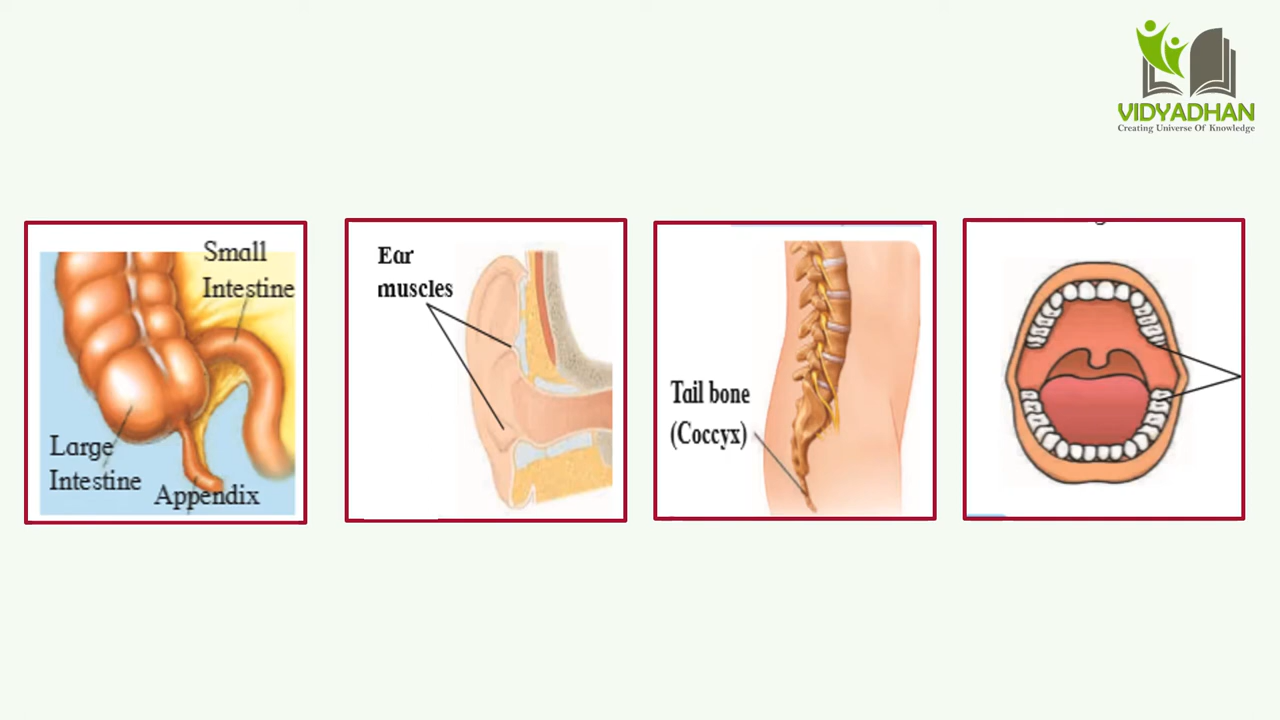 VIDYADHAN
Creating Universe Of Knowledge
Small
Intestine
Large
Intestine
Appendix
Ear
muscles
Tail bone
(Coccyx)